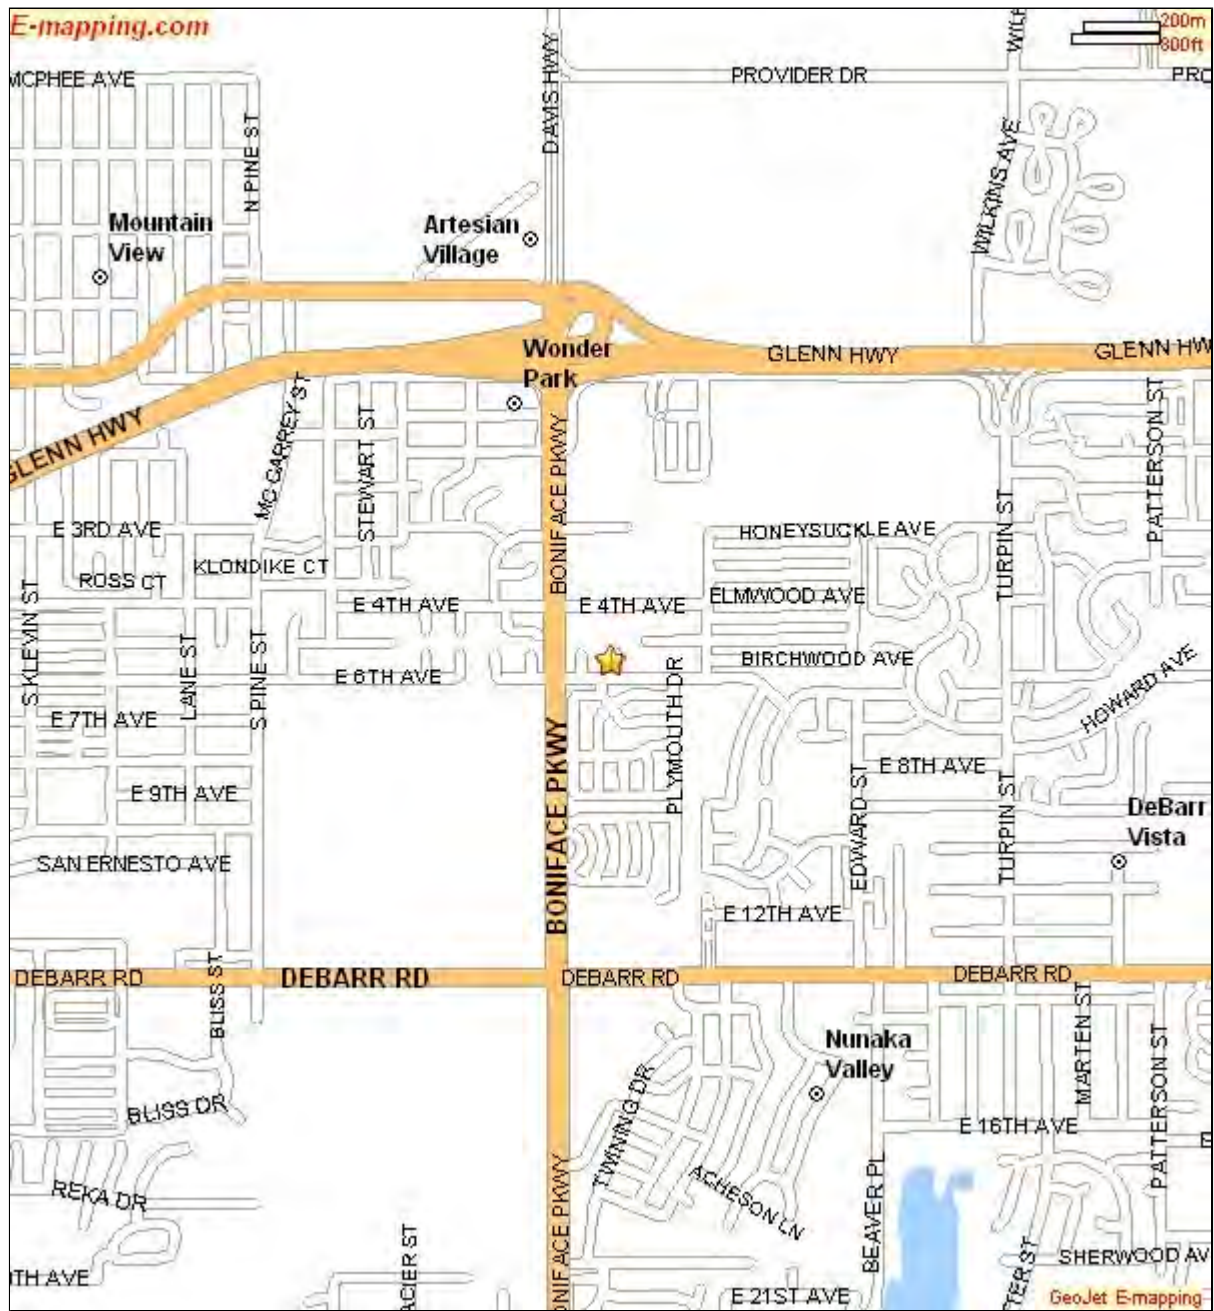 E-mapping.com
200m
800ft
MCPHEE AVE
PROVIDER DR
DAVIS HWY
N PINE ST
WILKINS AVE
Mountain
View
Artesian
Village
Wonder
Park
GLENN HWY
GLENN HW
GLENN HWY
MC CARREY ST
STEWART ST
BONIFACE PKWY
PATTERSON ST
TURPIN ST
E 3RD AVE
HONEYSUCKLE AVE
KLONDIKE CT
ROSS CT
S KLEVIN ST
E 4TH AVE
E 4TH AVE
ELMWOOD AVE
LANE ST
S PINE ST
E 6TH AVE
BIRCHWOOD AVE
PLYMOUTH DR
HOWARD AVE
E 7TH AVE
BONIFACE PKWY
E 8TH AVE
E 9TH AVE
EDWARD ST
TURPIN ST
DeBarr
Vista
SAN ERNESTO AVE
E 12TH AVE
DEBARR RD
DEBARR RD
DEBARR RD
DEBARR RD
BLISS ST
MARTEN ST
PATTERSON ST
Nunaka
Valley
BLISS DR
TWINING DR
E 16TH AVE
REKA DR
ACHESON LN
BEAVER PL
NIFACE PKWY
ACIER ST
SHERWOOD AV
TER ST
TH AVE
E 21ST AVE
GeoJet E-mapping